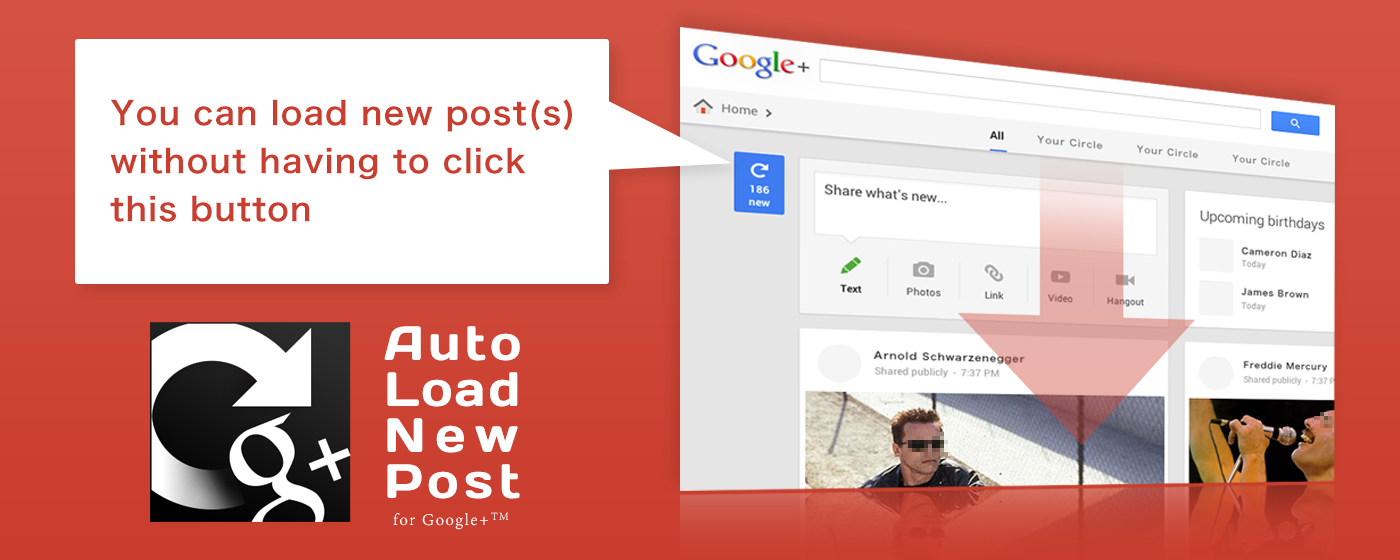 You can load new post(s)
without having to click
this button
Auto
Load
New
Post
for Google+™
g+
Google+
Home >
All Your Circle Your Circle Your Circle
186
new
Share what's new...
Text Photos Link Video Hangout
Upcoming birthdays
Cameron Diaz
Today
James Brown
Today
Arnold Schwarzenegger
Shared publicly - 7:37 PM
Freddie Mercury
Shared publicly - 7:37 P